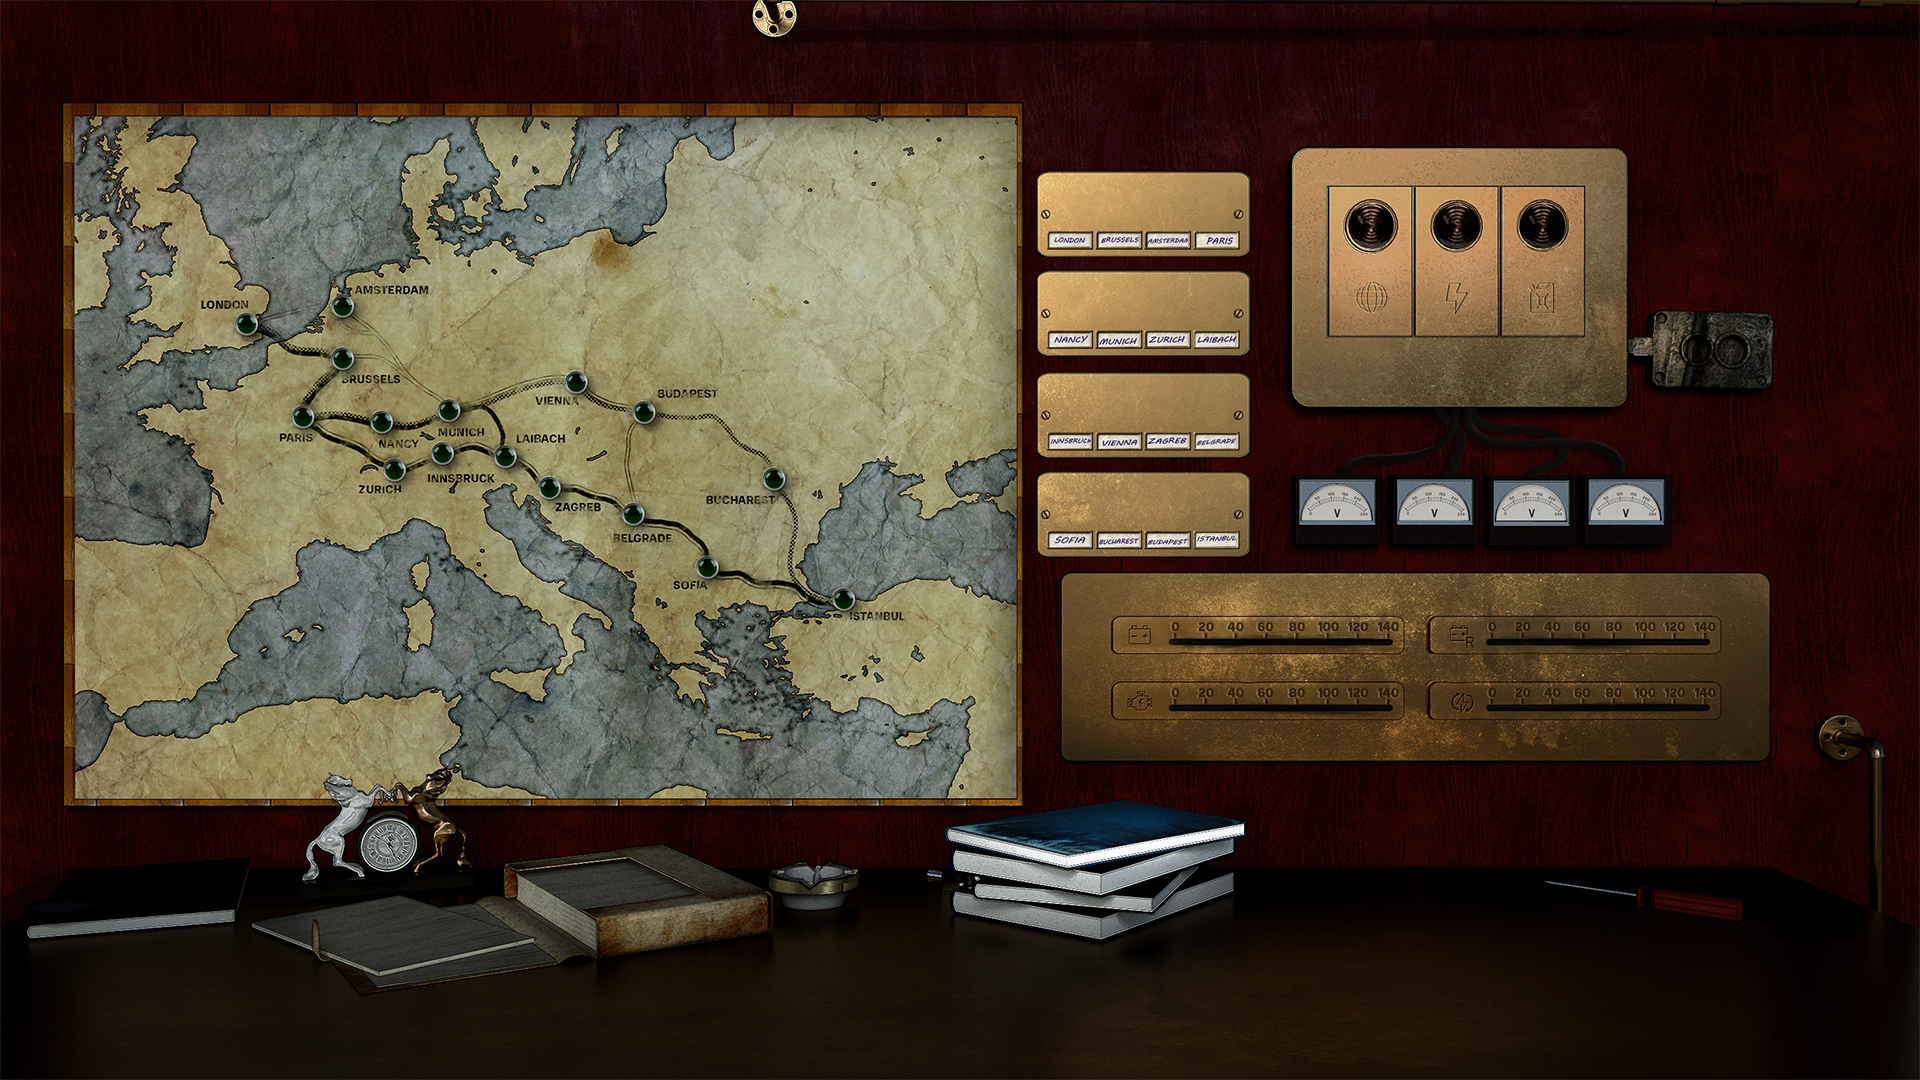 AMSTERDAM
LONDON
BRUSSELS
VIENNA
BUDAPEST
PARIS
NANCY
MUNICH
LAIBACH
ZURICH
INNSBRUCK
ZAGREB
BUCHAREST
BELGRADE
SOFIA
ISTANBUL
LONDON BRUSSELS AMSTERDAM PARIS
NANCY MUNICH ZURICH LAIBACH
INNSBRUCK VIENNA ZAGREB BELGRADE
SOFIA BUCHAREST BUDAPEST ISTANBUL
V V V V
0 20 40 60 80 100 120 140
R 0 20 40 60 80 100 120 140
0 20 40 60 80 100 120 140
0 20 40 60 80 100 120 140